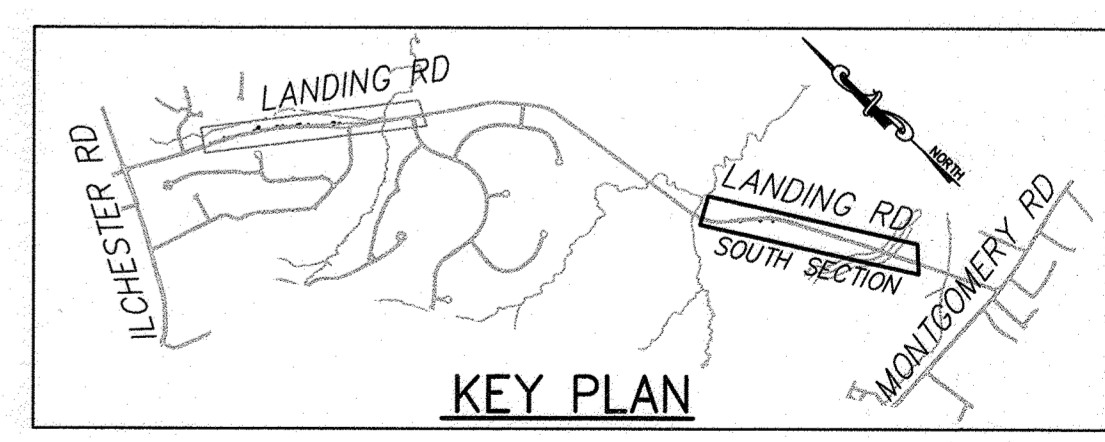 LANDING RD
ILCHESTER RD
NORTH
LANDING RD
SOUTH SECTION
MONTGOMERY RD
KEY PLAN